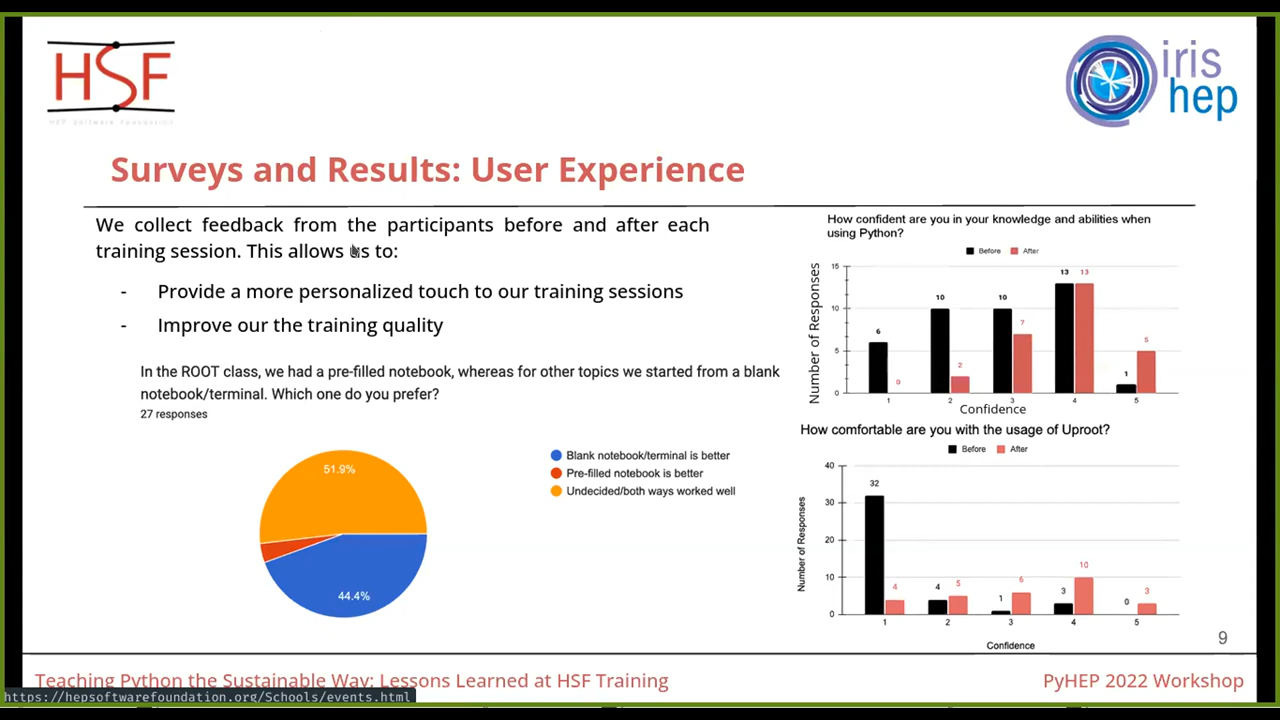 HSF
HEP Software Foundation
iris
hep
Surveys and Results: User Experience
We collect feedback from the participants before and after each
training session. This allows us to:
- Provide a more personalized touch to our training sessions
- Improve our the training quality
In the ROOT class, we had a pre-filled notebook, whereas for other topics we started from a blank
notebook/terminal. Which one do you prefer?
27 responses
51.9%
44.4%
Blank notebook/terminal is better
Pre-filled notebook is better
Undecided/both ways worked well
How confident are you in your knowledge and abilities when
using Python?
Before After
Number of Responses
15
10
5
0
6 0 10 2 10 7 13 13 1 5
1 2 3 4 5
Confidence
How comfortable are you with the usage of Uproot?
Before After
Number of Responses
40
30
20
10
0
32 4 4 5 1 6 3 10 0 3
1 2 3 4 5
Confidence
9
Teaching Python the Sustainable Way: Lessons Learned at HSF Training
PyHEP 2022 Workshop
https://hepsoftwarefoundation.org/Schools/events.html